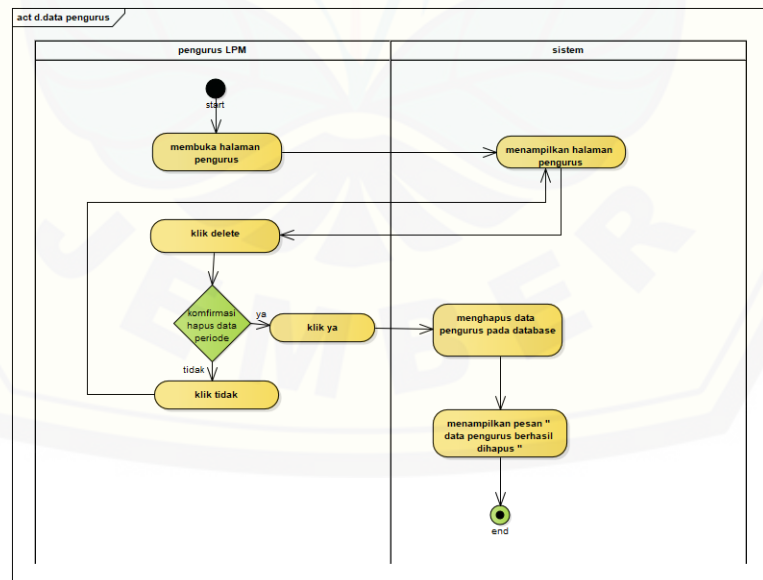 act d.data pengurus
pengurus LPM
sistem
start
membuka halaman
pengurus
menampilkan halaman
pengurus
klik delete
komfirmasi
hapus data
periode
ya
klik ya
menghapus data
pengurus pada database
tidak
klik tidak
menampilkan pesan "
data pengurus berhasil
dihapus "
end
JEMBER